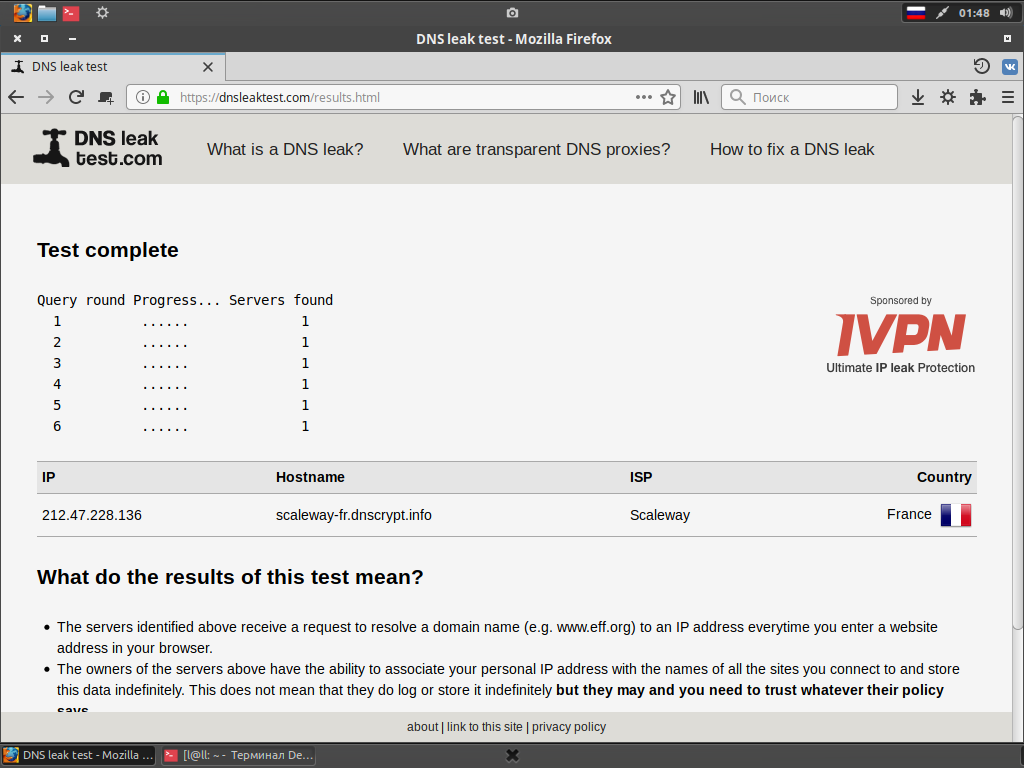 01:48
DNS leak test - Mozilla Firefox
DNS leak test
https://dnsleaktest.com/results.html
Поиск
DNS leak
test.com
What is a DNS leak?
What are transparent DNS proxies?
How to fix a DNS leak
Test complete
Query round Progress... Servers found
1 ...... 1
2 ...... 1
3 ...... 1
4 ...... 1
5 ...... 1
6 ...... 1
Sponsored by
IVPN
Ultimate IP leak Protection
IP Hostname ISP Country
212.47.228.136 scaleway-fr.dnscrypt.info Scaleway France
What do the results of this test mean?
The servers identified above receive a request to resolve a domain name (e.g. www.eff.org) to an IP address everytime you enter a website
address in your browser.
The owners of the servers above have the ability to associate your personal IP address with the names of all the sites you connect to and store
this data indefinitely. This does not mean that they do log or store it indefinitely but they may and you need to trust whatever their policy
says.
about | link to this site | privacy policy
DNS leak test - Mozilla ...
[l@ll: ~ - Терминал De...